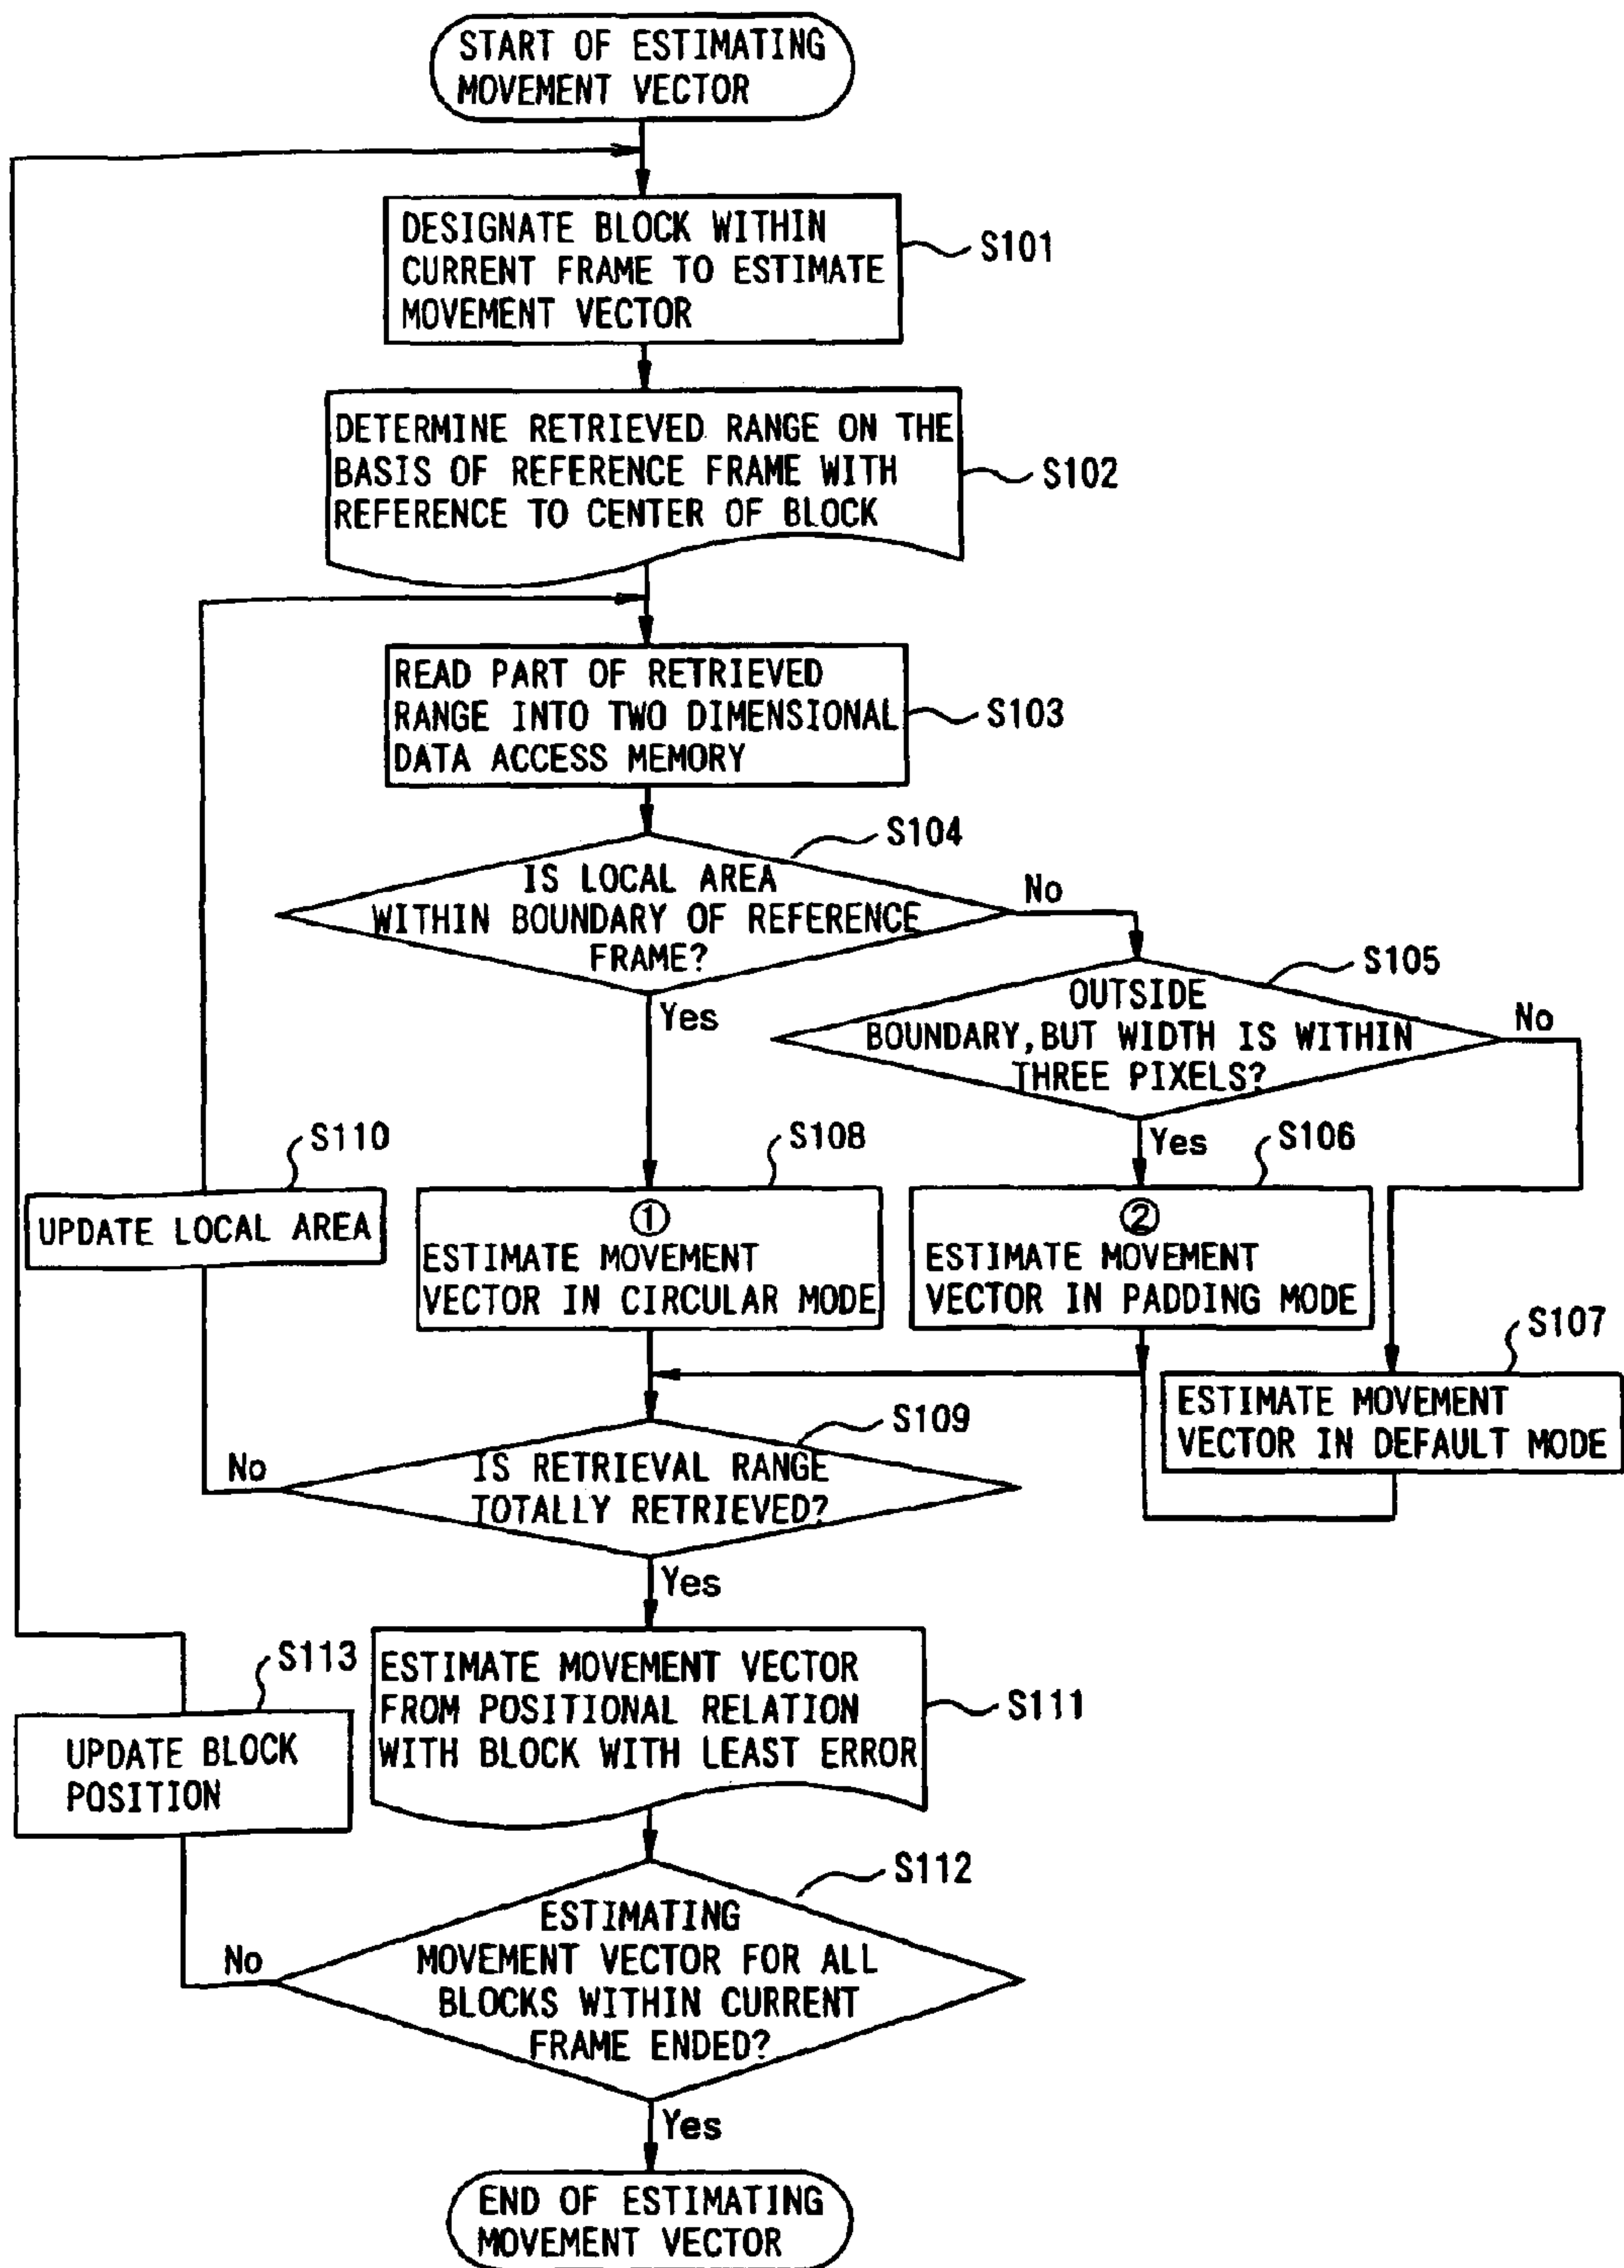 START OF ESTIMATING
MOVEMENT VECTOR
DESIGNATE BLOCK WITHIN
CURRENT FRAME TO ESTIMATE
MOVEMENT VECTOR
S101
DETERMINE RETRIEVED RANGE ON THE
BASIS OF REFERENCE FRAME WITH
REFERENCE TO CENTER OF BLOCK
S102
READ PART OF RETRIEVED
RANGE INTO TWO DIMENSIONAL
DATA ACCESS MEMORY
S103
S104
IS LOCAL AREA
WITHIN BOUNDARY OF REFERENCE
FRAME?
No
Yes
S105
OUTSIDE
BOUNDARY,BUT WIDTH IS WITHIN
THREE PIXELS?
No
Yes
S110
UPDATE LOCAL AREA
S108
①
ESTIMATE MOVEMENT
VECTOR IN CIRCULAR MODE
S106
②
ESTIMATE MOVEMENT
VECTOR IN PADDING MODE
S107
ESTIMATE MOVEMENT
VECTOR IN DEFAULT MODE
S109
IS RETRIEVAL RANGE
TOTALLY RETRIEVED?
No
Yes
S113
UPDATE BLOCK
POSITION
ESTIMATE MOVEMENT VECTOR
FROM POSITIONAL RELATION
WITH BLOCK WITH LEAST ERROR
S111
S112
ESTIMATING
MOVEMENT VECTOR FOR ALL
BLOCKS WITHIN CURRENT
FRAME ENDED?
No
Yes
END OF ESTIMATING
MOVEMENT VECTOR